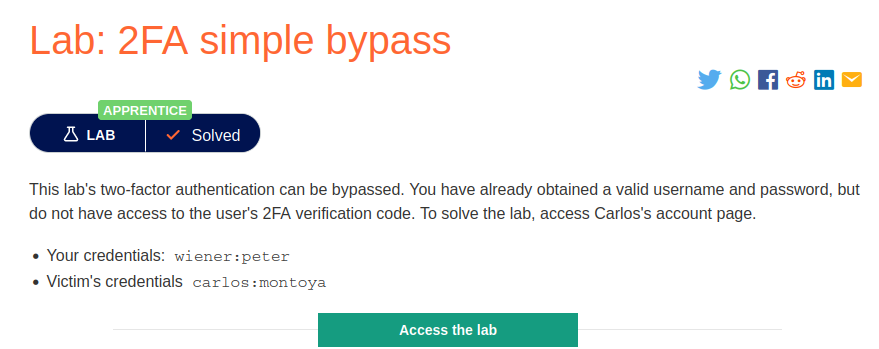 Lab: 2FA simple bypass
APPRENTICE
LAB
Solved
This lab's two-factor authentication can be bypassed. You have already obtained a valid username and password, but
do not have access to the user's 2FA verification code. To solve the lab, access Carlos's account page.
Your credentials: wiener:peter
Victim's credentials carlos:montoya
Access the lab